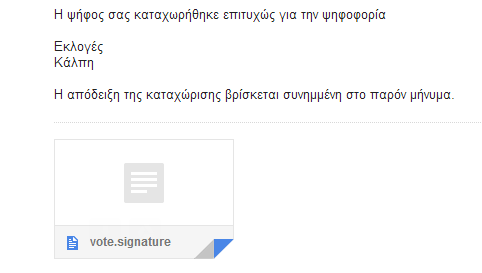 Η ψήφος σας καταχωρήθηκε επιτυχώς για την ψηφοφορία
Εκλογές
Κάλπη
Η απόδειξη της καταχώρισης βρίσκεται συνημμένη στο παρόν μήνυμα.
vote.signature